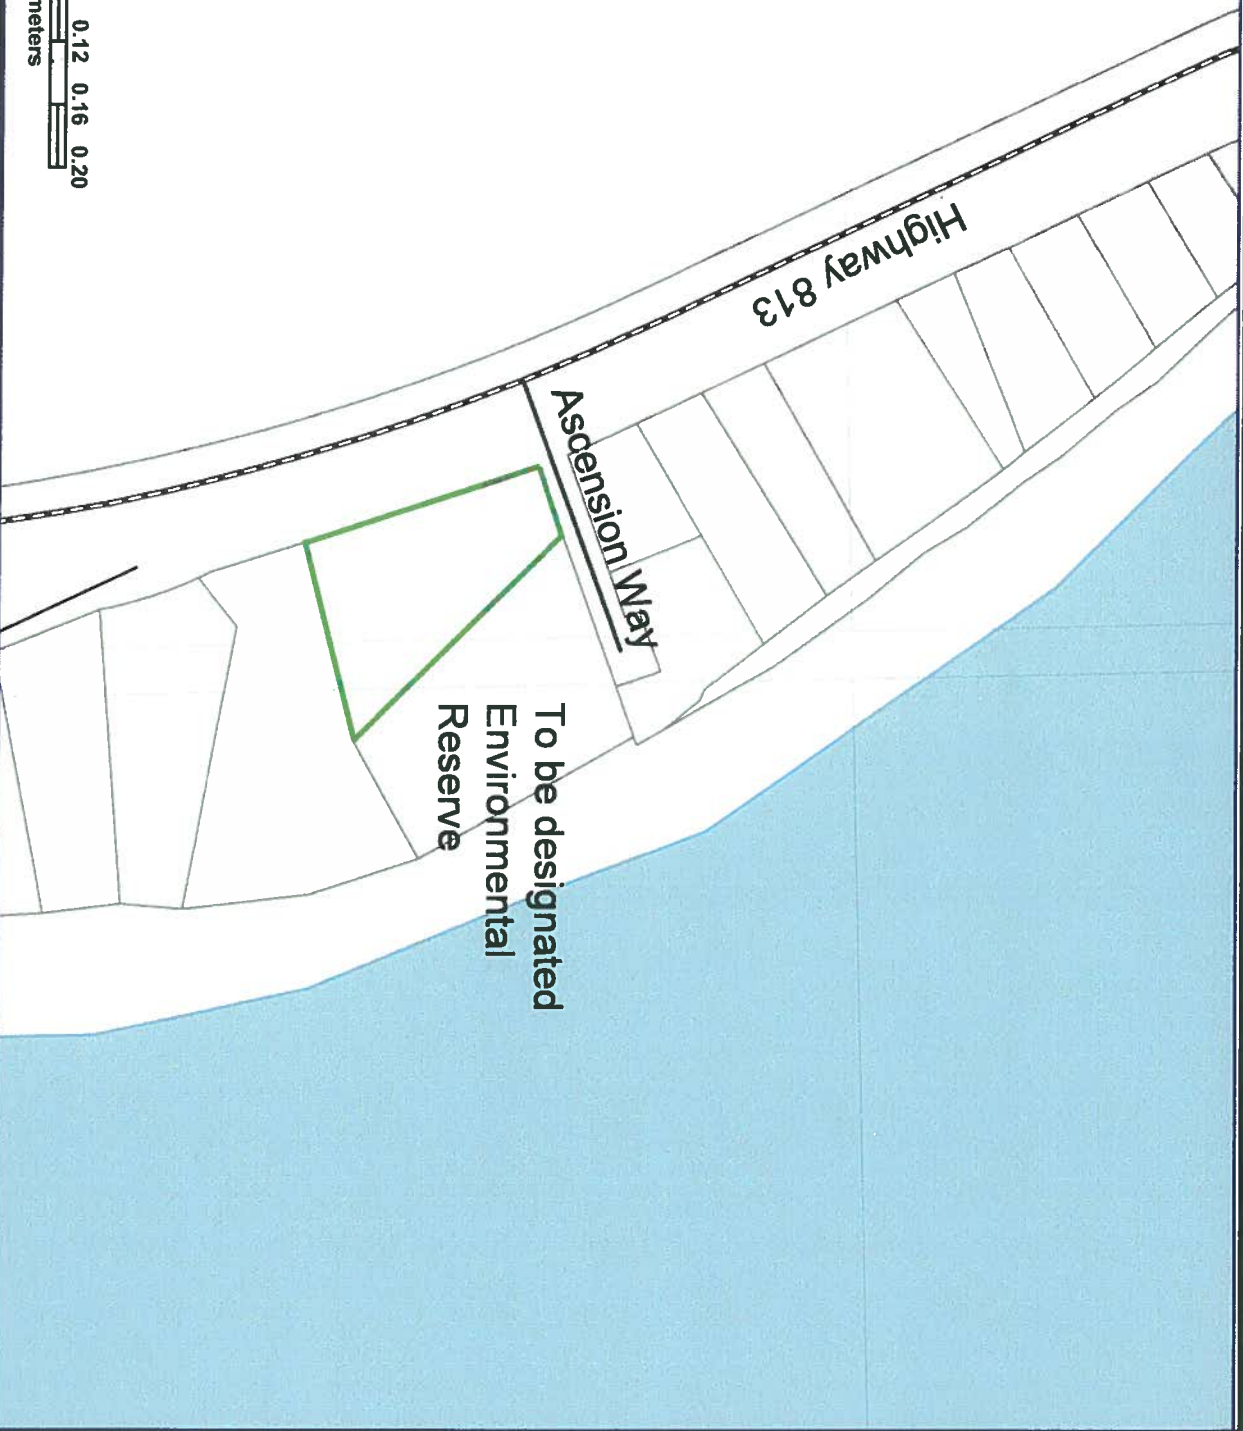 Highway 813
Ascension Way
To be designated
Environmental
Reserve
0.12 0.16 0.20
meters